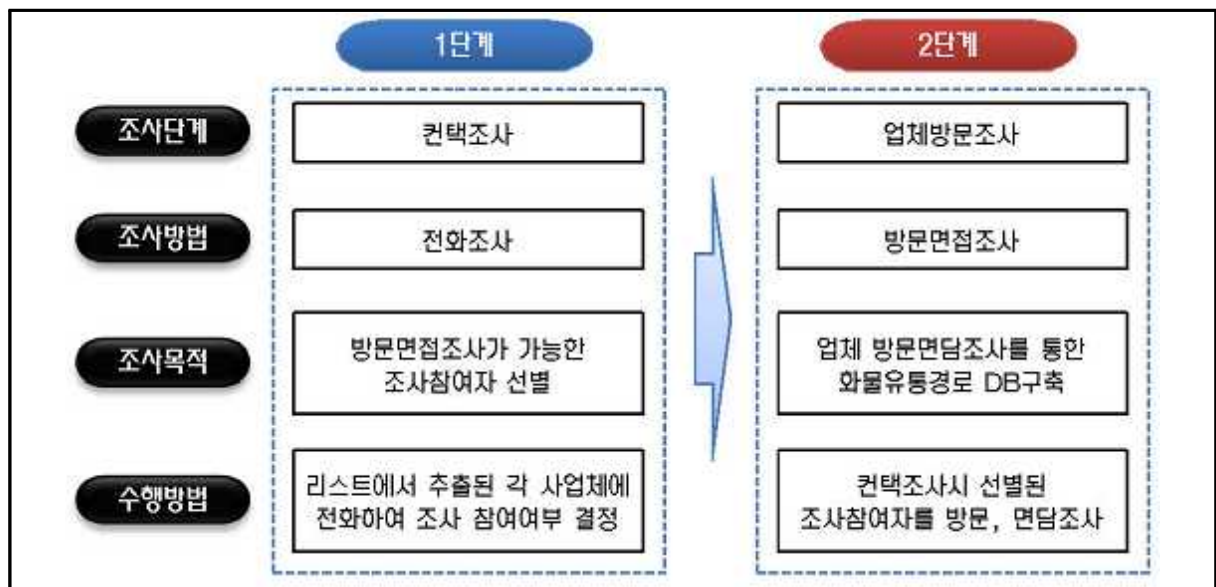 1단계
2단계
조사단계
컨택조사
업체방문조사
조사방법
전화조사
방문면접조사
조사목적
방문면접조사가 가능한
조사참여자 선별
업체 방문면담조사를 통한
화물유통경로 DB구축
수행방법
리스트에서 추출된 각 사업체에
전화하여 조사 참여여부 결정
컨택조사시 선별된
조사참여자를 방문, 면담조사